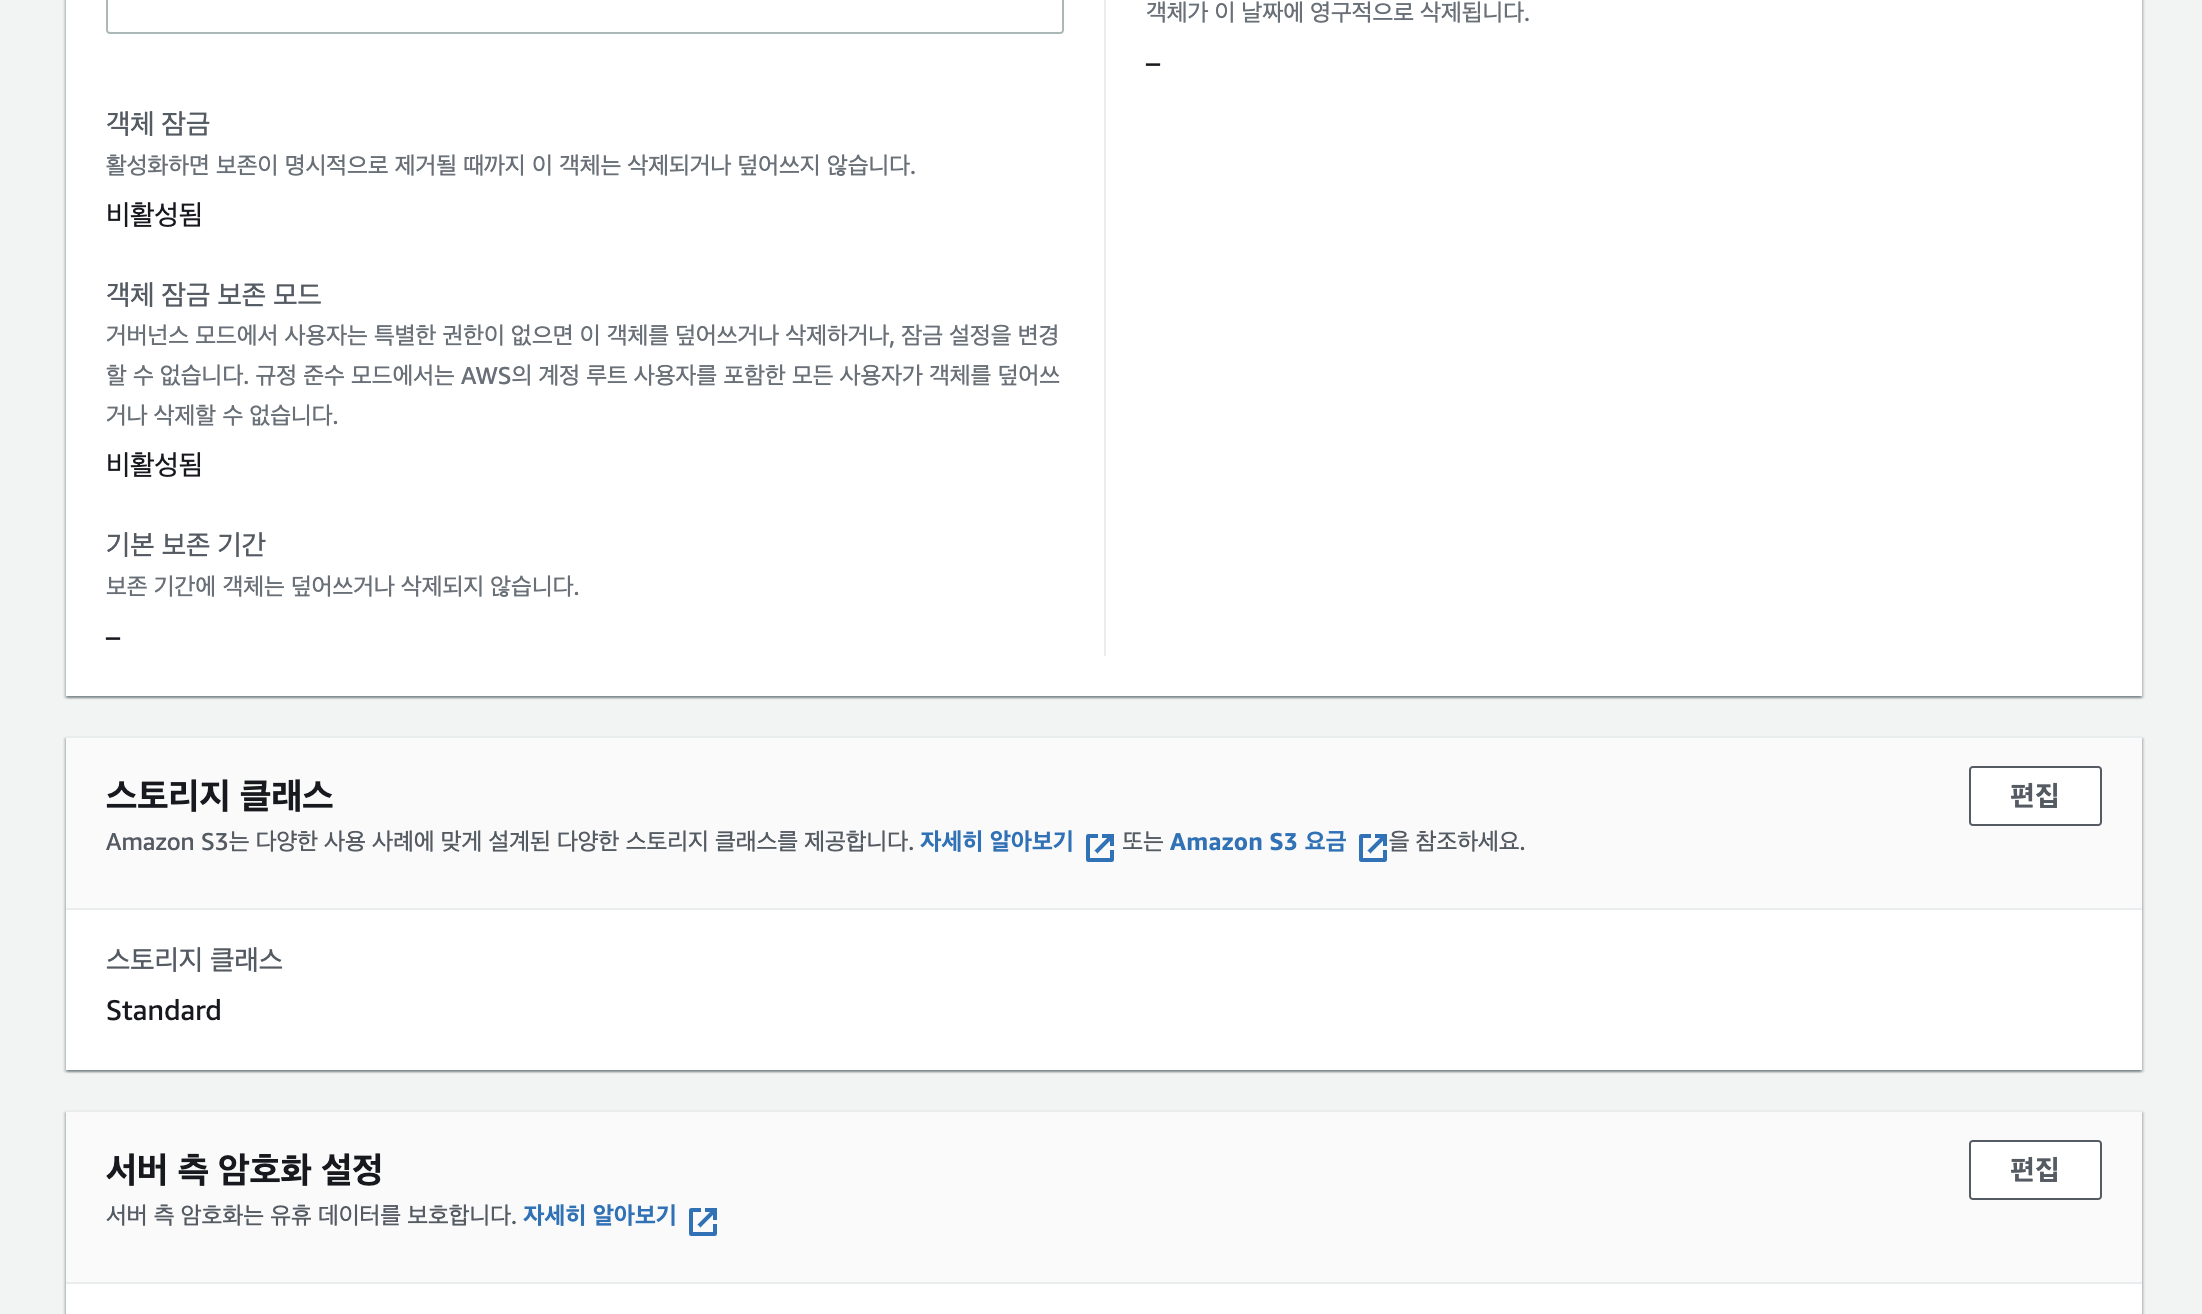 객체가 이 날짜에 영구적으로 삭제됩니다.
–
객체 잠금
활성화하면 보존이 명시적으로 제거될 때까지 이 객체는 삭제되거나 덮어쓰지 않습니다.
비활성됨
객체 잠금 보존 모드
거버넌스 모드에서 사용자는 특별한 권한이 없으면 이 객체를 덮어쓰거나 삭제하거나, 잠금 설정을 변경
할 수 없습니다. 규정 준수 모드에서는 AWS의 계정 루트 사용자를 포함한 모든 사용자가 객체를 덮어쓰
거나 삭제할 수 없습니다.
비활성됨
기본 보존 기간
보존 기간에 객체는 덮어쓰거나 삭제되지 않습니다.
–
스토리지 클래스
편집
Amazon S3는 다양한 사용 사례에 맞게 설계된 다양한 스토리지 클래스를 제공합니다. 자세히 알아보기 또는 Amazon S3 요금 을 참조하세요.
스토리지 클래스
Standard
서버 측 암호화 설정
편집
서버 측 암호화는 유휴 데이터를 보호합니다. 자세히 알아보기